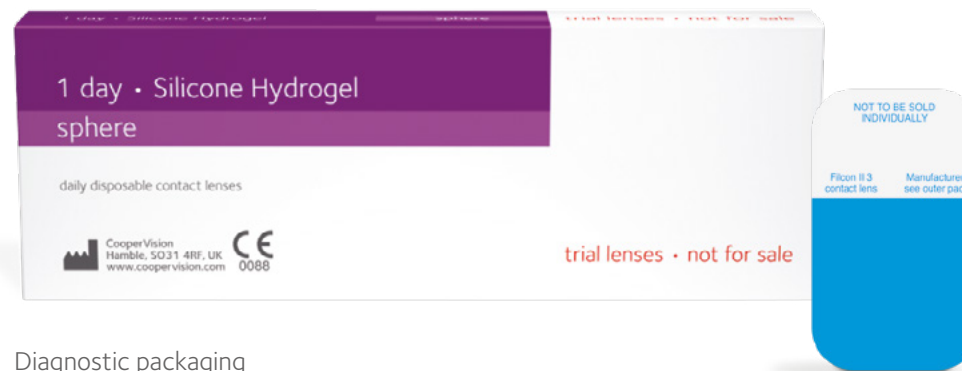 1 day • Silicone Hydrogel
sphere
trial lenses • not for sale
1 day • Silicone Hydrogel
sphere
daily disposable contact lenses
CooperVision
Hamble, SO31 4RF, UK
www.coopervision.com
CE
0088
trial lenses • not for sale
NOT TO BE SOLD
INDIVIDUALLY
Filcon II 3
contact lens
Manufacturer
see outer pac
Diagnostic packaging